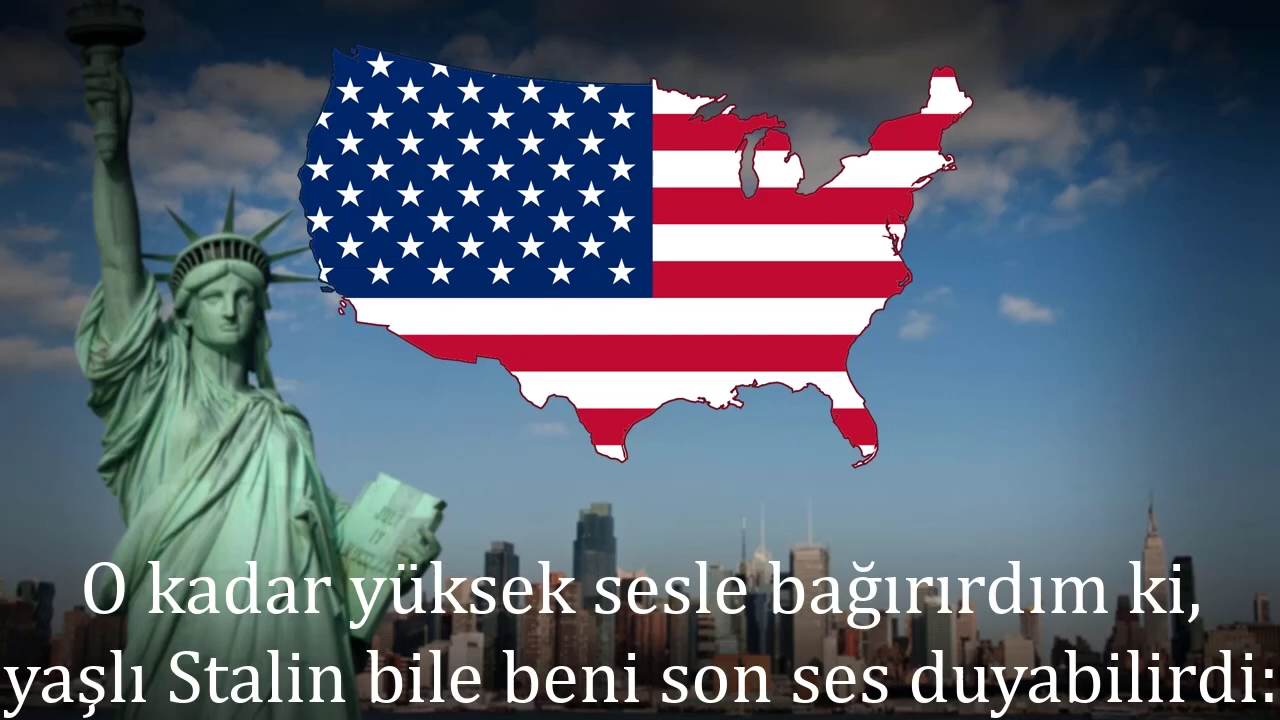 O kadar yüksek sesle bağırırdım ki,
yaşlı Stalin bile beni son ses duyabilirdi: